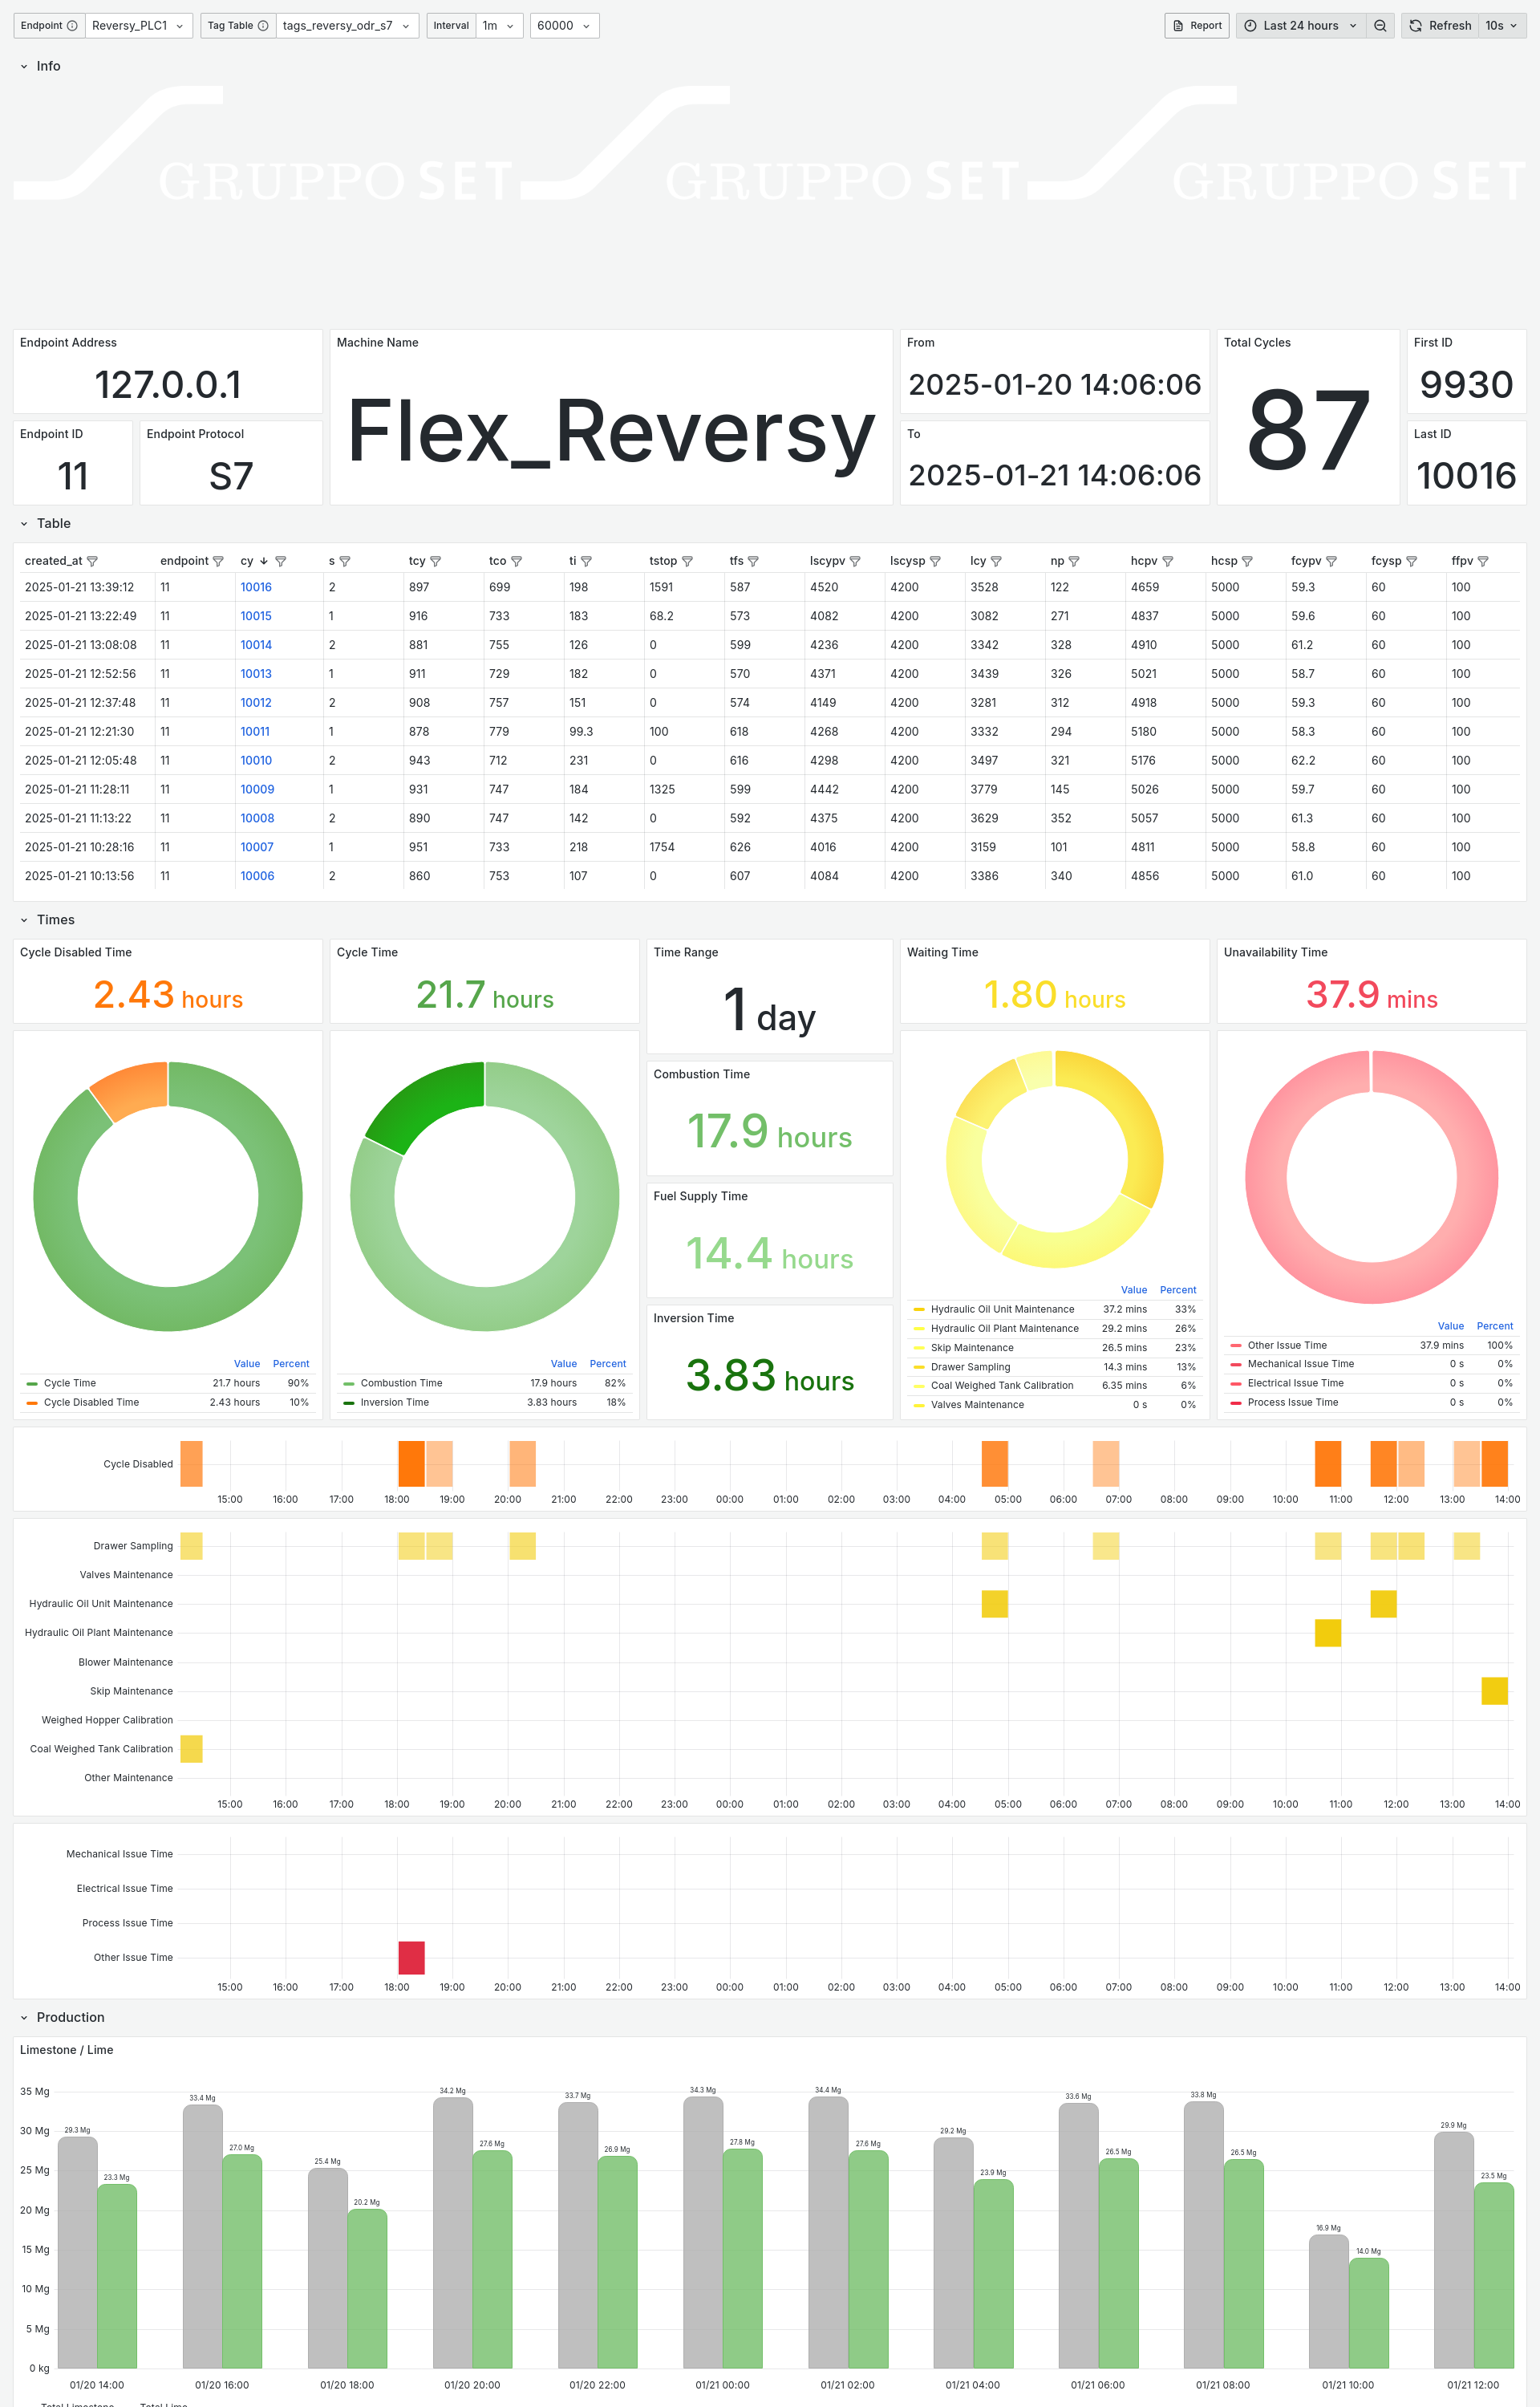 Endpoint Reversy_PLC1 Tag Table tags_reversy_odr_s7 Interval 1m 60000 Report Last 24 hours Refresh 10s
Info
GRUPPO SET GRUPPO SET GRUPPO SET
Endpoint Address
127.0.0.1
Endpoint ID
11
Endpoint Protocol
S7
Machine Name
Flex_Reversy
From
2025-01-20 14:06:06
To
2025-01-21 14:06:06
Total Cycles
87
First ID
9930
Last ID
10016
Table
created_at endpoint cy s tcy tco ti tstop tfs lscypv lscysp lcy np hcpv hcsp fcypv fcysp ffpv
2025-01-21 13:39:12 11 10016 2 897 699 198 1591 587 4520 4200 3528 122 4659 5000 59.3 60 100
2025-01-21 13:22:49 11 10015 1 916 733 183 68.2 573 4082 4200 3082 271 4837 5000 59.6 60 100
2025-01-21 13:08:08 11 10014 2 881 755 126 0 599 4236 4200 3342 328 4910 5000 61.2 60 100
2025-01-21 12:52:56 11 10013 1 911 729 182 0 570 4371 4200 3439 326 5021 5000 58.7 60 100
2025-01-21 12:37:48 11 10012 2 908 757 151 0 574 4149 4200 3281 312 4918 5000 59.3 60 100
2025-01-21 12:21:30 11 10011 1 878 779 99.3 100 618 4268 4200 3332 294 5180 5000 58.3 60 100
2025-01-21 12:05:48 11 10010 2 943 712 231 0 616 4298 4200 3497 321 5176 5000 62.2 60 100
2025-01-21 11:28:11 11 10009 1 931 747 184 1325 599 4442 4200 3779 145 5026 5000 59.7 60 100
2025-01-21 11:13:22 11 10008 2 890 747 142 0 592 4375 4200 3629 352 5057 5000 61.3 60 100
2025-01-21 10:28:16 11 10007 1 951 733 218 1754 626 4016 4200 3159 101 4811 5000 58.8 60 100
2025-01-21 10:13:56 11 10006 2 860 753 107 0 607 4084 4200 3386 340 4856 5000 61.0 60 100
Times
Cycle Disabled Time
2.43 hours
Value Percent
Cycle Time 21.7 hours 90%
Cycle Disabled Time 2.43 hours 10%
Cycle Time
21.7 hours
Value Percent
Combustion Time 17.9 hours 82%
Inversion Time 3.83 hours 18%
Time Range
1 day
Combustion Time
17.9 hours
Fuel Supply Time
14.4 hours
Inversion Time
3.83 hours
Waiting Time
1.80 hours
Value Percent
Hydraulic Oil Unit Maintenance 37.2 mins 33%
Hydraulic Oil Plant Maintenance 29.2 mins 26%
Skip Maintenance 26.5 mins 23%
Drawer Sampling 14.3 mins 13%
Coal Weighed Tank Calibration 6.35 mins 6%
Valves Maintenance 0 s 0%
Unavailability Time
37.9 mins
Value Percent
Other Issue Time 37.9 mins 100%
Mechanical Issue Time 0 s 0%
Electrical Issue Time 0 s 0%
Process Issue Time 0 s 0%
Cycle Disabled
15:00 16:00 17:00 18:00 19:00 20:00 21:00 22:00 23:00 00:00 01:00 02:00 03:00 04:00 05:00 06:00 07:00 08:00 09:00 10:00 11:00 12:00 13:00 14:00
Drawer Sampling
Valves Maintenance
Hydraulic Oil Unit Maintenance
Hydraulic Oil Plant Maintenance
Blower Maintenance
Skip Maintenance
Weighed Hopper Calibration
Coal Weighed Tank Calibration
Other Maintenance
15:00 16:00 17:00 18:00 19:00 20:00 21:00 22:00 23:00 00:00 01:00 02:00 03:00 04:00 05:00 06:00 07:00 08:00 09:00 10:00 11:00 12:00 13:00 14:00
Mechanical Issue Time
Electrical Issue Time
Process Issue Time
Other Issue Time
15:00 16:00 17:00 18:00 19:00 20:00 21:00 22:00 23:00 00:00 01:00 02:00 03:00 04:00 05:00 06:00 07:00 08:00 09:00 10:00 11:00 12:00 13:00 14:00
Production
Limestone / Lime
35 Mg
30 Mg
25 Mg
20 Mg
15 Mg
10 Mg
5 Mg
0 kg
29.3 Mg 23.3 Mg 33.4 Mg 27.0 Mg 25.4 Mg 20.2 Mg 34.2 Mg 27.6 Mg 33.7 Mg 26.9 Mg 34.3 Mg 27.8 Mg 34.4 Mg 27.6 Mg 29.2 Mg 23.9 Mg 33.6 Mg 26.5 Mg 33.8 Mg 26.5 Mg 16.9 Mg 14.0 Mg 29.9 Mg 23.5 Mg
01/20 14:00 01/20 16:00 01/20 18:00 01/20 20:00 01/20 22:00 01/21 00:00 01/21 02:00 01/21 04:00 01/21 06:00 01/21 08:00 01/21 10:00 01/21 12:00
Total Limestone Total Lime